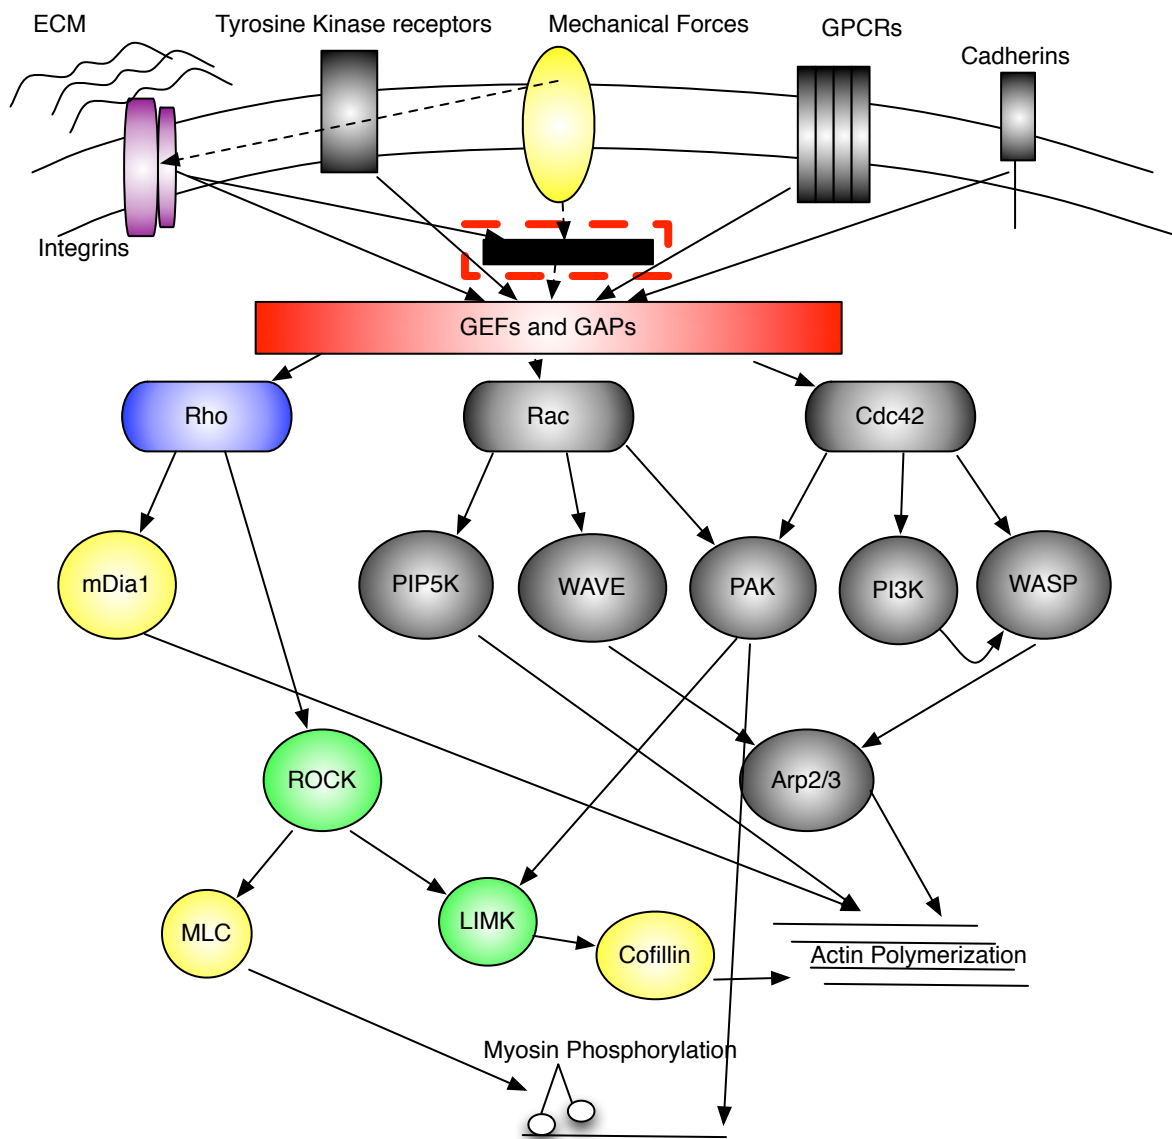 ECM
Tyrosine Kinase receptors
Mechanical Forces
GPCRs
Cadherins
Integrins
GEFs and GAPs
Rho
Rac
Cdc42
mDia1
PIP5K
WAVE
PAK
PI3K
WASP
ROCK
Arp2/3
MLC
LIMK
Cofillin
Actin Polymerization
Myosin Phosphorylation